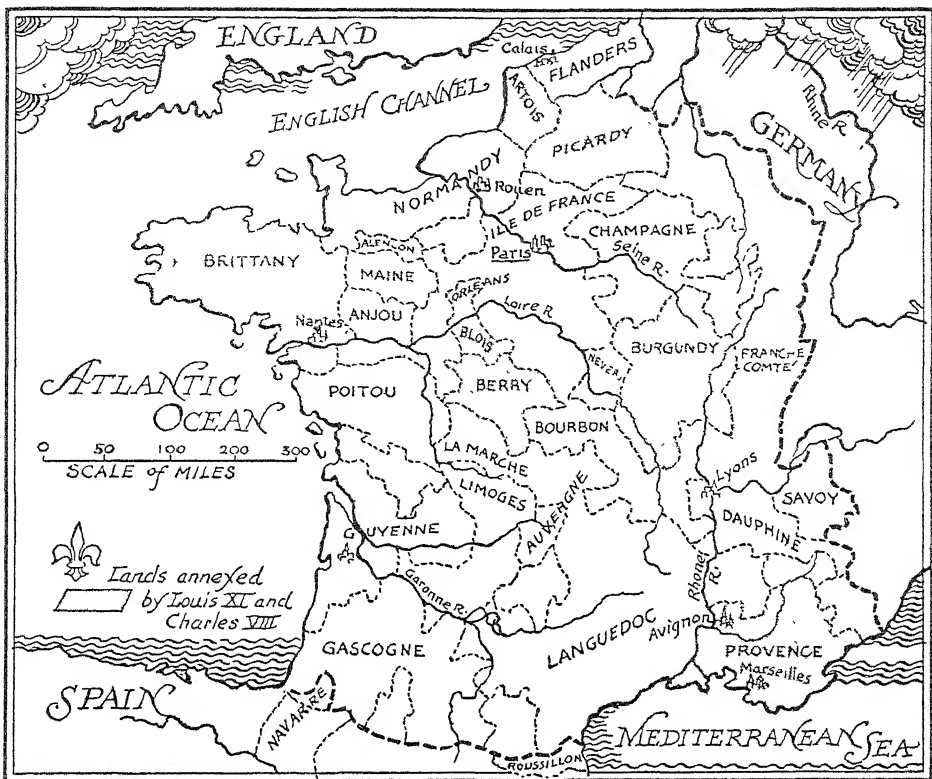 ENGLAND
Calais
FLANDERS
ARTOIS
ENGLISH CHANNEL
Rhine R.
GERMANY
PICARDY
NORMANDY
Rouen
ILE DE FRANCE
CHAMPAGNE
Seine R.
Paris
ALENCON
BRITTANY
MAINE
ORLEANS
Loire R.
ANJOU
Nantes
BLOIS
NEVER
BURGUNDY
FRANCHE
COMTE
ATLANTIC
OCEAN
POITOU
BERRY
BOURBON
0 50 100 200 300
SCALE of MILES
LA MARCHE
LIMOGES
AUXERGNE
Lyons
SAVOY
DAUPHINE
GUYENNE
Lands annexed
by Louis XI and
Charles VIII
Garonne R.
Rhone R.
GASCOGNE
LANGUEDOC
Avignon
PROVENCE
Marseilles
SPAIN
NAVARRE
ROUSSILLON
MEDITERRANEAN SEA